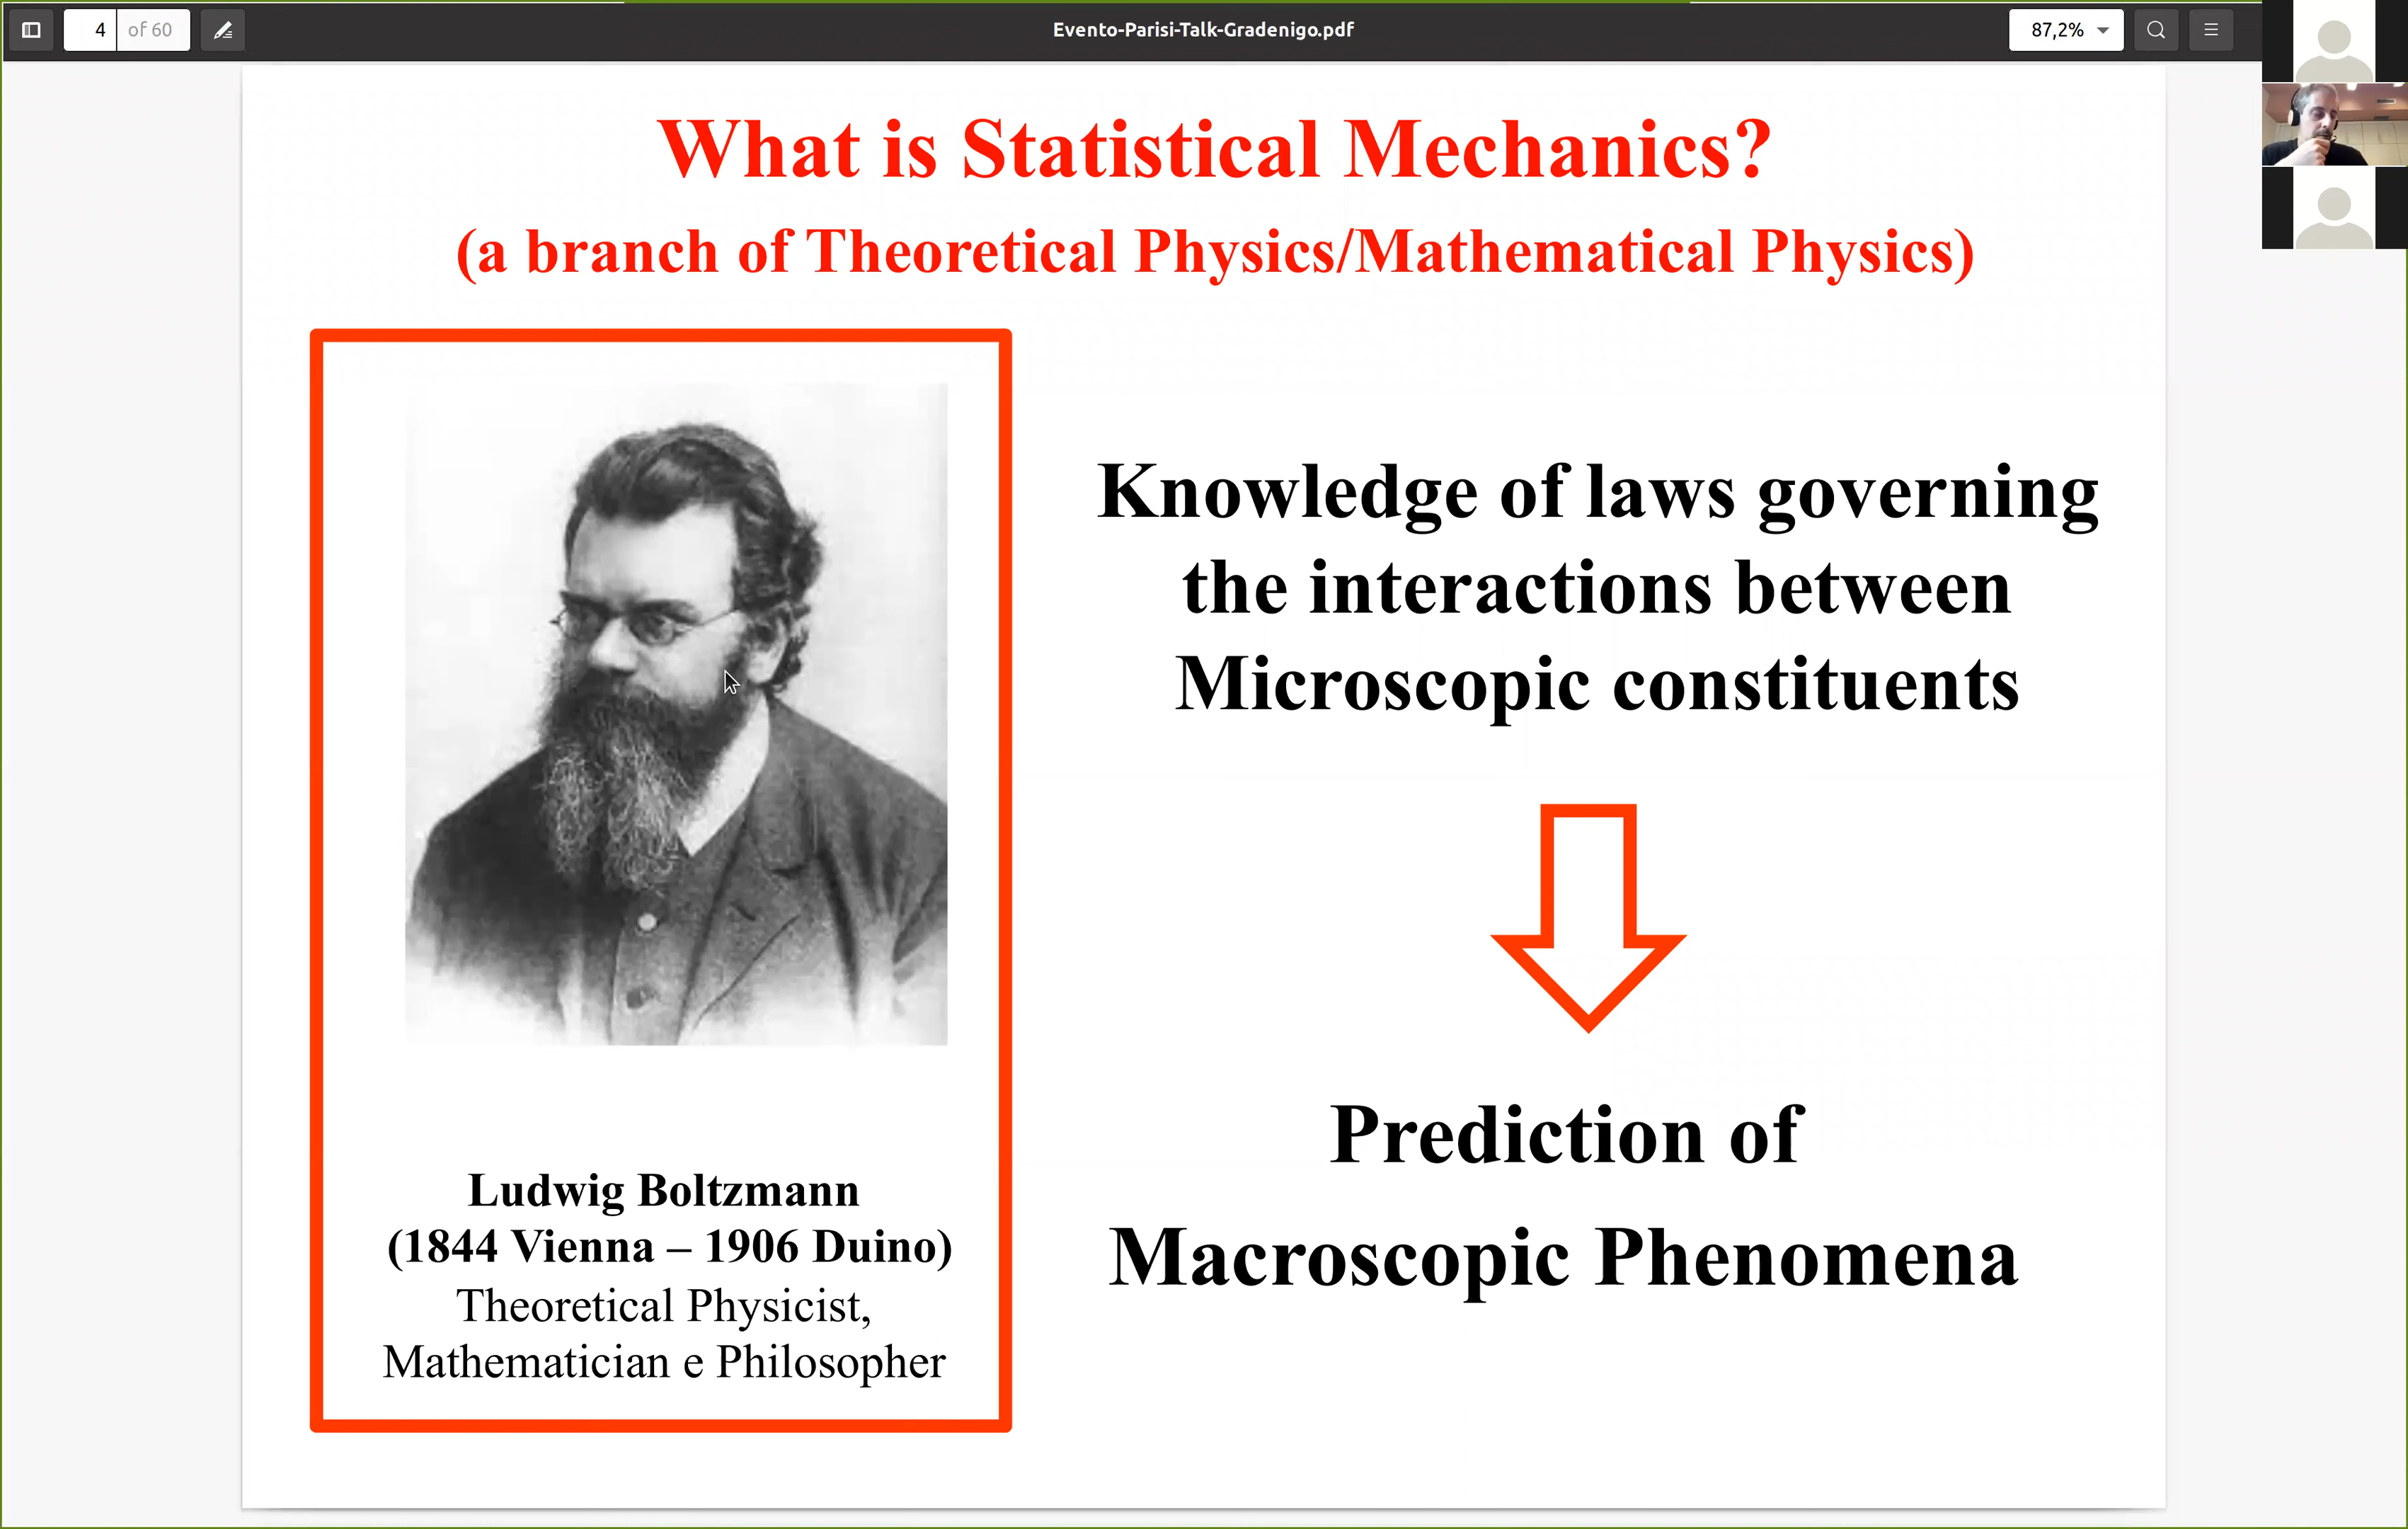 4 of 60
Evento-Parisi-Talk-Gradenigo.pdf
87,2%
What is Statistical Mechanics?
(a branch of Theoretical Physics/Mathematical Physics)
Knowledge of laws governing
the interactions between
Microscopic constituents
Prediction of
Macroscopic Phenomena
Ludwig Boltzmann
(1844 Vienna – 1906 Duino)
Theoretical Physicist,
Mathematician e Philosopher